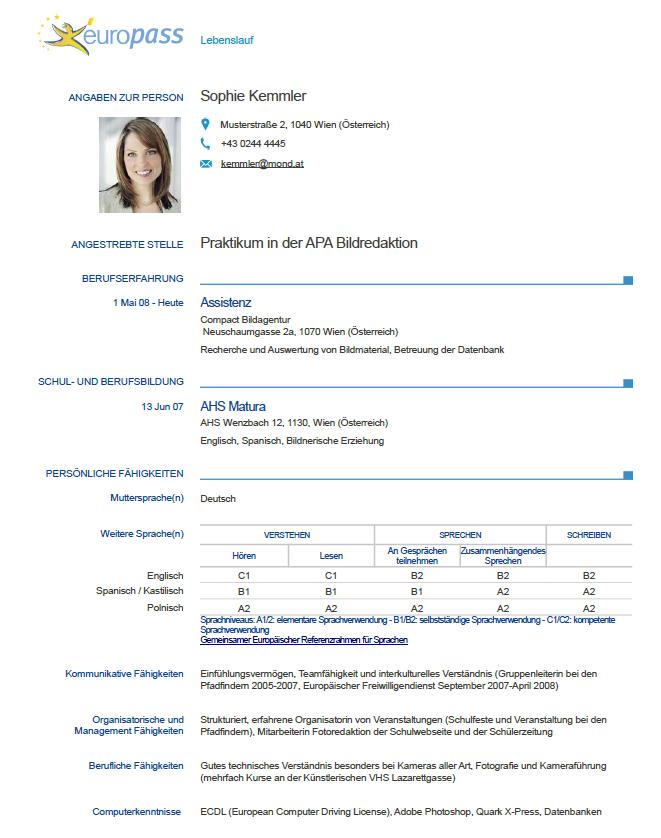 europass
Lebenslauf
ANGABEN ZUR PERSON
Sophie Kemmler
Musterstraße 2, 1040 Wien (Österreich)
+43 0244 4445
kemmler@mond.at
ANGESTREBTE STELLE
Praktikum in der APA Bildredaktion
BERUFSERFAHRUNG
1 Mai 08 - Heute
Assistenz
Compact Bildagentur
Neuschaumgasse 2a, 1070 Wien (Österreich)
Recherche und Auswertung von Bildmaterial, Betreuung der Datenbank
SCHUL- UND BERUFSBILDUNG
13 Jun 07
AHS Matura
AHS Wenzbach 12, 1130, Wien (Österreich)
Englisch, Spanisch, Bildnerische Erziehung
PERSÖNLICHE FÄHIGKEITEN
Muttersprache(n)
Deutsch
Weitere Sprache(n)
VERSTEHEN SPRECHEN SCHREIBEN
Hören Lesen An Gesprächen teilnehmen Zusammenhängendes Sprechen
Englisch C1 C1 B2 B2 B2
Spanisch / Kastilisch B1 B1 B1 A2 A2
Polnisch A2 A2 A2 A2 A2
Sprachniveaus: A1/2: elementare Sprachverwendung - B1/B2: selbstständige Sprachverwendung - C1/C2: kompetente
Sprachverwendung
Gemeinsamer Europäischer Referenzrahmen für Sprachen
Kommunikative Fähigkeiten
Einfühlungsvermögen, Teamfähigkeit und interkulturelles Verständnis (Gruppenleiterin bei den
Pfadfindern 2005-2007, Europäischer Freiwilligendienst September 2007-April 2008)
Organisatorische und
Management Fähigkeiten
Strukturiert, erfahrene Organisatorin von Veranstaltungen (Schulfeste und Veranstaltung bei den
Pfadfindern), Mitarbeiterin Fotoredaktion der Schulwebseite und der Schülerzeitung
Berufliche Fähigkeiten
Gutes technisches Verständnis besonders bei Kameras aller Art, Fotografie und Kameraführung
(mehrfach Kurse an der Künstlerischen VHS Lazarettgasse)
Computerkenntnisse
ECDL (European Computer Driving License), Adobe Photoshop, Quark X-Press, Datenbanken